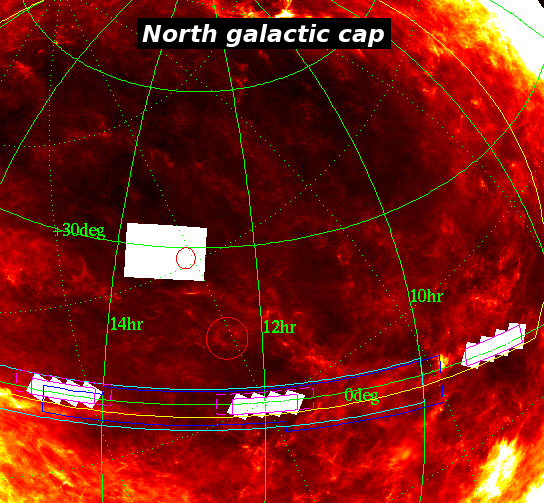 North galactic cap
+30deg
10hr
14hr
12hr
0deg